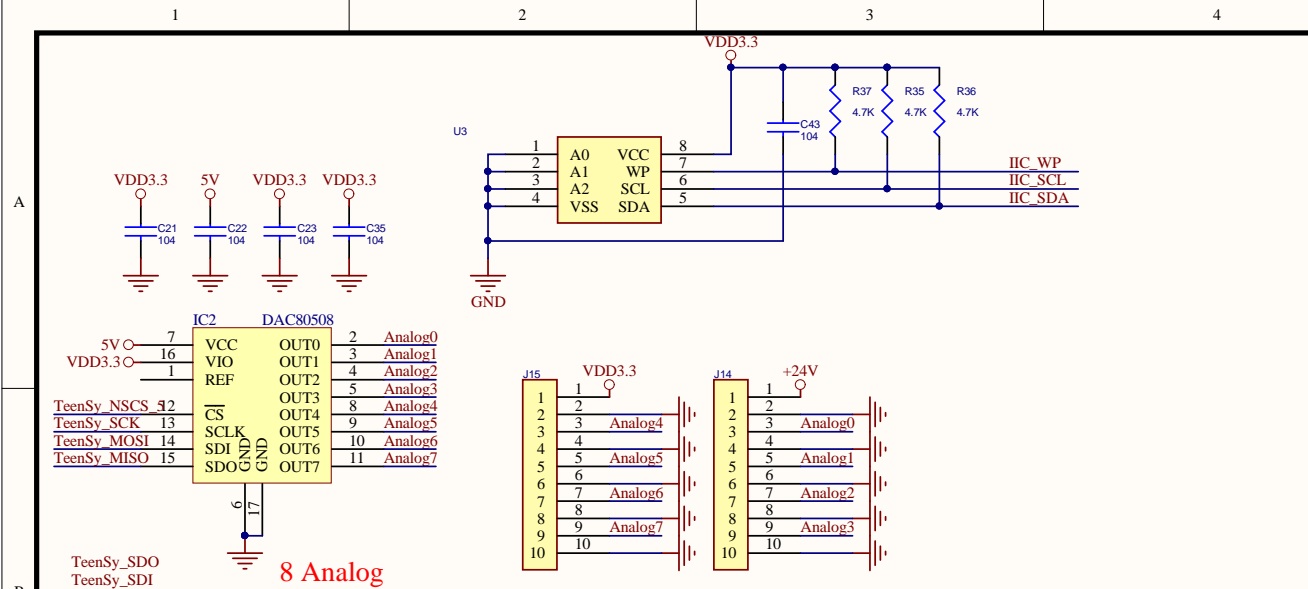 1 2 3 4
A
VDD3.3
R37 R35 R36
4.7K 4.7K 4.7K
C43
104
U3
1 A0 VCC 8
2 A1 WP 7 IIC_WP
3 A2 SCL 6 IIC_SCL
4 VSS SDA 5 IIC_SDA
GND
VDD3.3 5V VDD3.3 VDD3.3
C21 C22 C23 C35
104 104 104 104
IC2 DAC80508
5V 7 VCC OUT0 2 Analog0
VDD3.3 16 VIO OUT1 3 Analog1
1 REF OUT2 4 Analog2
OUT3 5 Analog3
TeenSy_NSCS_5 12 CS OUT4 8 Analog4
TeenSy_SCK 13 SCLK OUT5 9 Analog5
TeenSy_MOSI 14 SDI OUT6 10 Analog6
TeenSy_MISO 15 SDO OUT7 11 Analog7
GND GND
6 17
TeenSy_SDO
TeenSy_SDI
8 Analog
J15 VDD3.3
1 1
2 2
3 3 Analog4
4 4
5 5 Analog5
6 6
7 7 Analog6
8 8
9 9 Analog7
10 10
J14 +24V
1 1
2 2
3 3 Analog0
4 4
5 5 Analog1
6 6
7 7 Analog2
8 8
9 9 Analog3
10 10